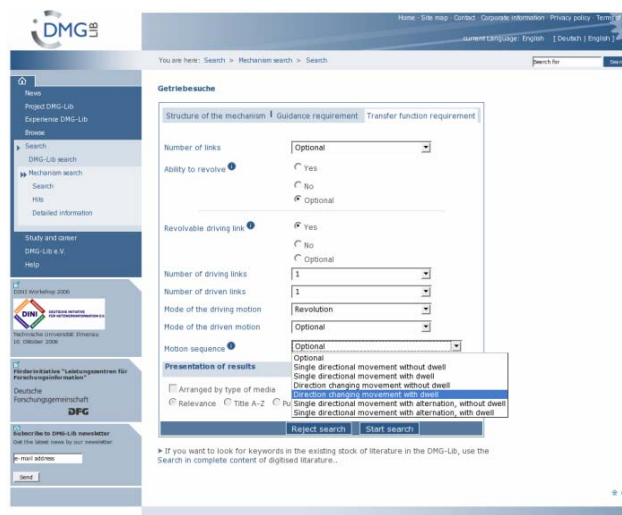 DMG LIB
Home · Site map · Contact · Corporate information · Privacy policy · Terms of
current Language: English [ Deutsch | English ]
You are here: Search > Mechanism search > Search
Search for
News
Project DMG-Lib
Experience DMG-Lib
Browse
Search
DMG-Lib search
Mechanism search
Search
Hits
Detailed information
Study and career
DMG-Lib e.V.
Help
DINI Workshop 2006
DINI DEUTSCHE INITIATIVE
FÜR NETZWERKINFORMATION E.V.
Technische Universität Ilmenau
10. Oktober 2006
Förderinitiative "Leistungszentren für
Forschungsinformation"
Deutsche
Forschungsgemeinschaft
DFG
Subscribe to DMG-Lib newsletter
Get the latest news by our newsletter
e-mail address
Send
Getriebesuche
Structure of the mechanism
Guidance requirement
Transfer function requirement
Number of links Optional
Ability to revolve Yes
No
Optional
Revolvable driving link Yes
No
Optional
Number of driving links 1
Number of driven links 1
Mode of the driving motion Revolution
Mode of the driven motion Optional
Motion sequence Optional
Optional
Single directional movement without dwell
Single directional movement with dwell
Direction changing movement without dwell
Direction changing movement with dwell
Single directional movement with alternation, without dwell
Single directional movement with alternation, with dwell
Presentation of results
Arranged by type of media
Relevance Title A-Z Pu
Reject search Start search
If you want to look for keywords in the existing stock of literature in the DMG-Lib, use the
Search in complete content of digitised litarature..